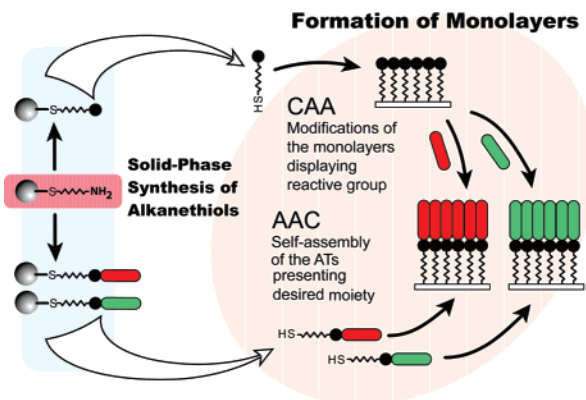 Formation of Monolayers
S
HS
CAA
Modifications of
the monolayers
displaying
reactive group
Solid-Phase
Synthesis of
Alkanethiols
S
NH2
AAC
Self-assembly
of the ATs
presenting
desired moiety
S
S
HS
HS